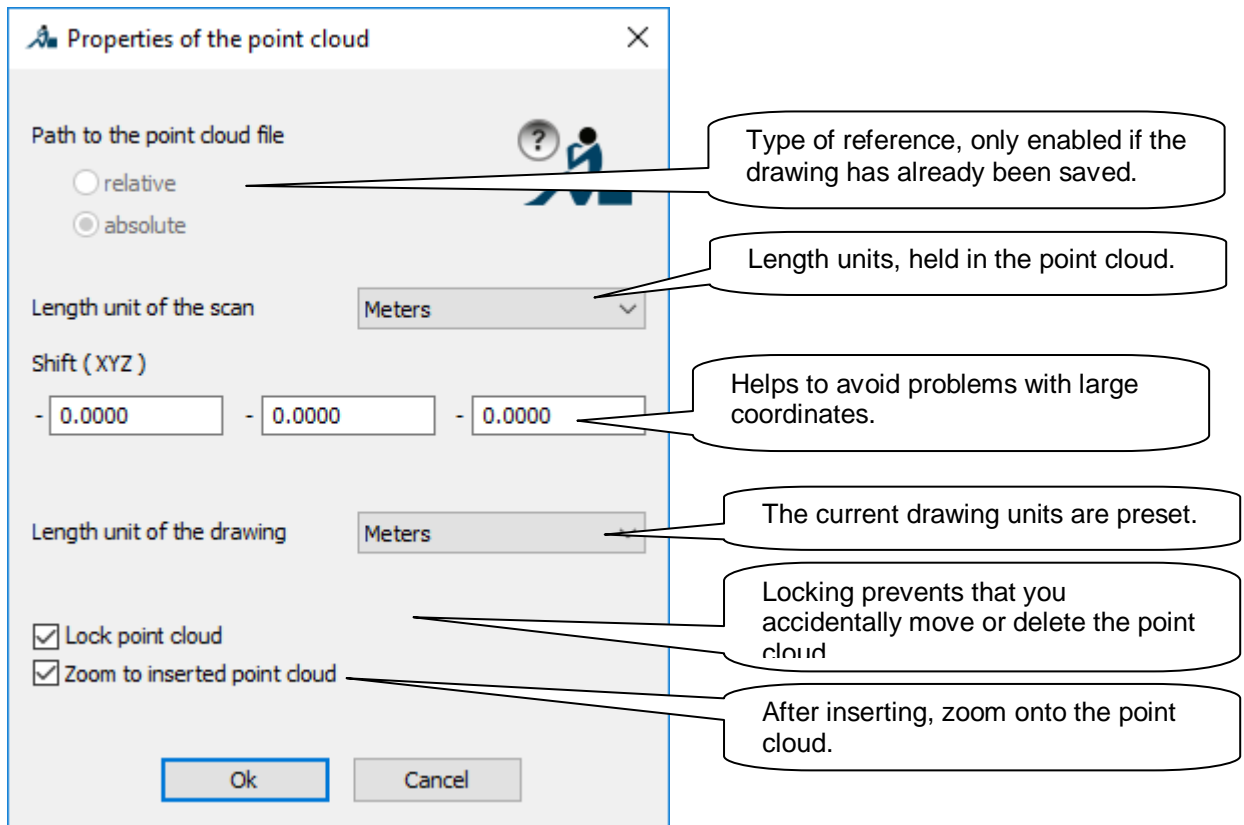 Properties of the point cloud
Path to the point cloud file
?
relative
absolute
Type of reference, only enabled if the
drawing has already been saved.
Length units, held in the point cloud.
Length unit of the scan Meters
Shift ( XYZ )
- 0.0000 - 0.0000 - 0.0000
Helps to avoid problems with large
coordinates.
Length unit of the drawing Meters
The current drawing units are preset.
Locking prevents that you
accidentally move or delete the point
cloud
Lock point cloud
Zoom to inserted point cloud
After inserting, zoom onto the point
cloud.
Ok Cancel